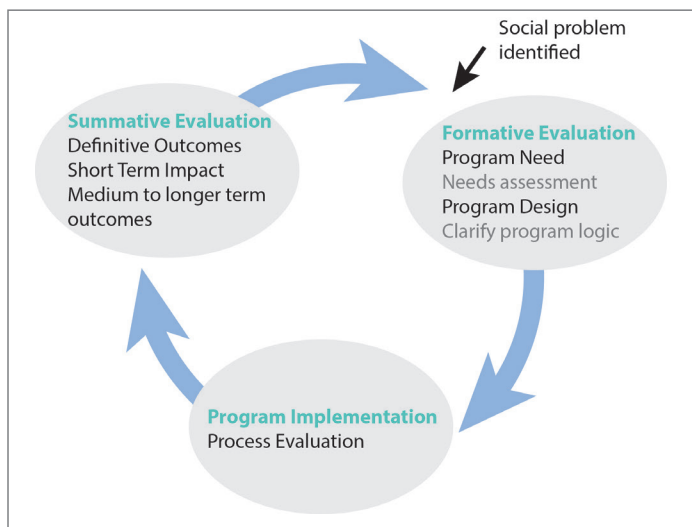 Social problem
identified
Formative Evaluation
Program Need
Needs assessment
Program Design
Clarify program logic
Program Implementation
Process Evaluation
Summative Evaluation
Definitive Outcomes
Short Term Impact
Medium to longer term
outcomes